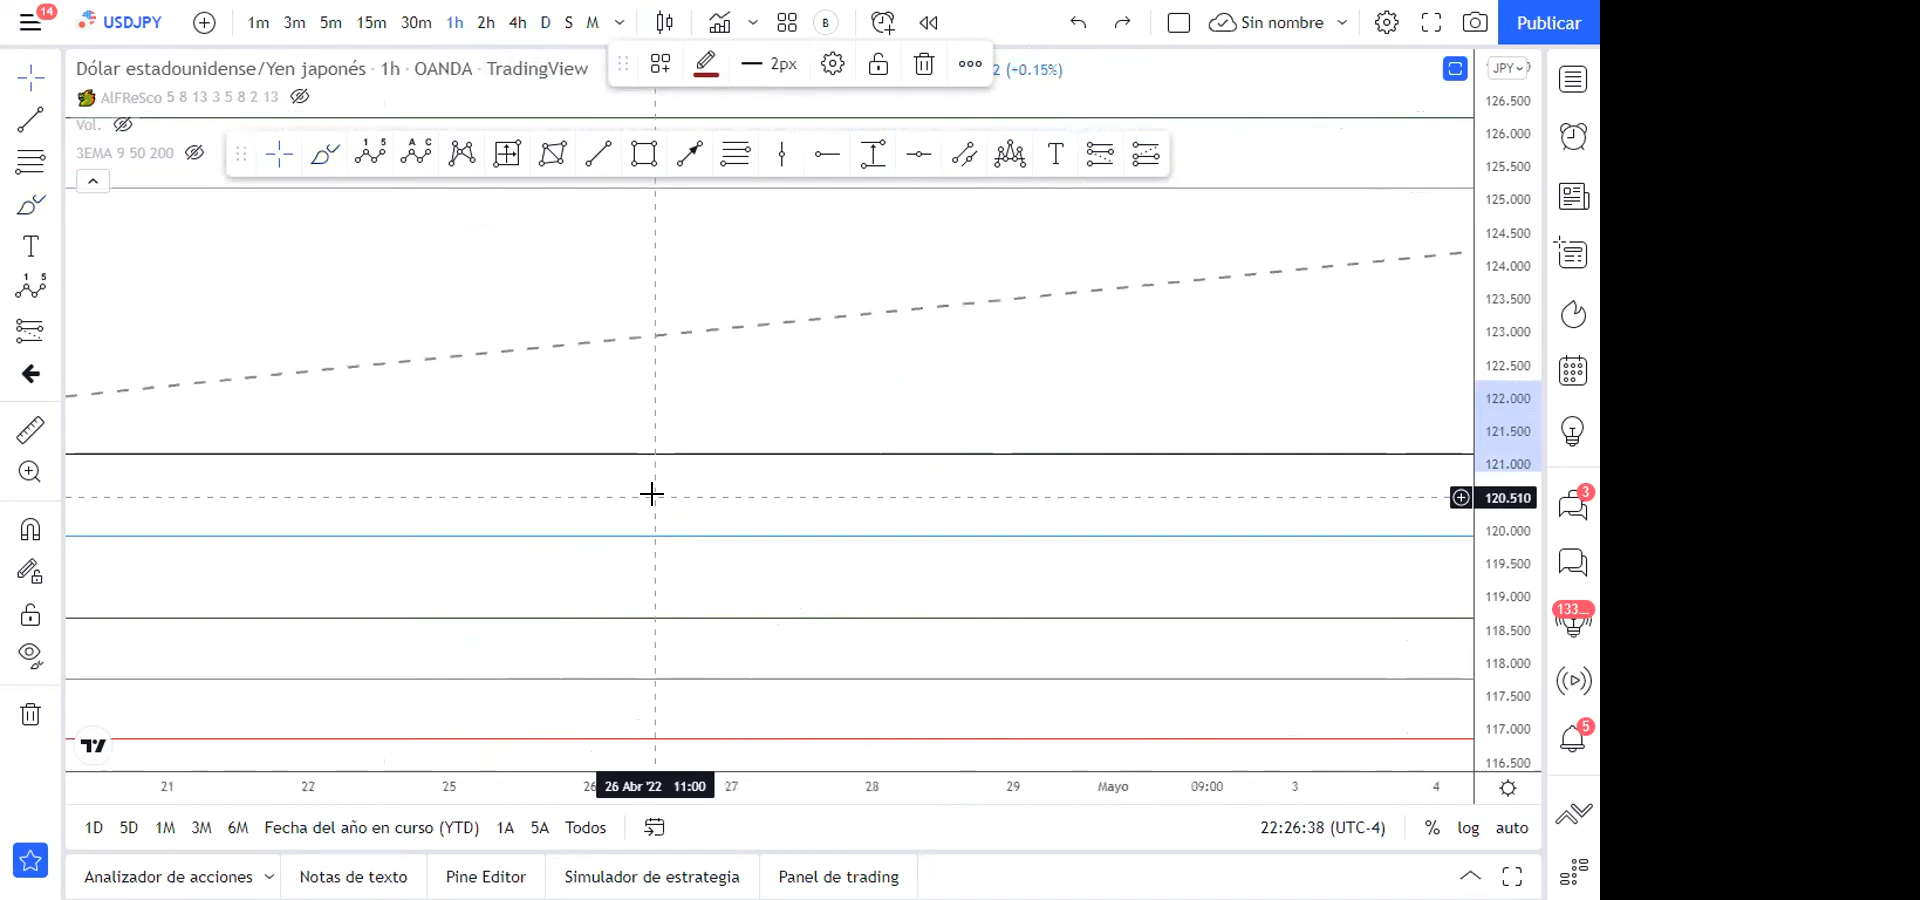 14
USDJPY
1m 3m 5m 15m 30m 1h 2h 4h D S M
B
Sin nombre
Publicar
Dólar estadounidense/Yen japonés · 1h · OANDA · TradingView
2px
2 (+0.15%)
JPY
AlFReSco 5 8 13 3 5 8 2 13
Vol.
3EMA 9 50 200
1 5
A C
T
T
1 5
126.500
126.000
125.500
125.000
124.500
124.000
123.500
123.000
122.500
122.000
121.500
121.000
120.510
120.000
119.500
119.000
118.500
118.000
117.500
117.000
116.500
3
133...
5
21 22 25 26 26 Abr '22 11:00 27 28 29 Mayo 09:00 3 4
1D 5D 1M 3M 6M Fecha del año en curso (YTD) 1A 5A Todos
22:26:38 (UTC-4) % log auto
Analizador de acciones Notas de texto Pine Editor Simulador de estrategia Panel de trading